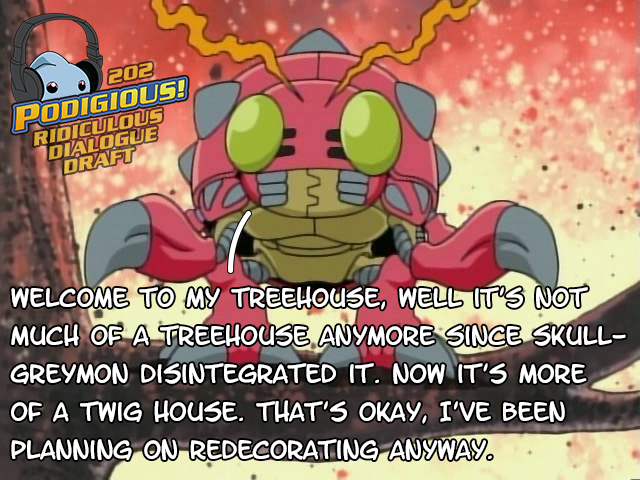 202
PODIGIOUS!
RIDICULOUS
DIALOGUE
DRAFT
WELCOME TO MY TREEHOUSE, WELL IT'S NOT
MUCH OF A TREEHOUSE ANYMORE SINCE SKULL-
GREYMON DISINTEGRATED IT. NOW IT'S MORE
OF A TWIG HOUSE. THAT'S OKAY, I'VE BEEN
PLANNING ON REDECORATING ANYWAY.